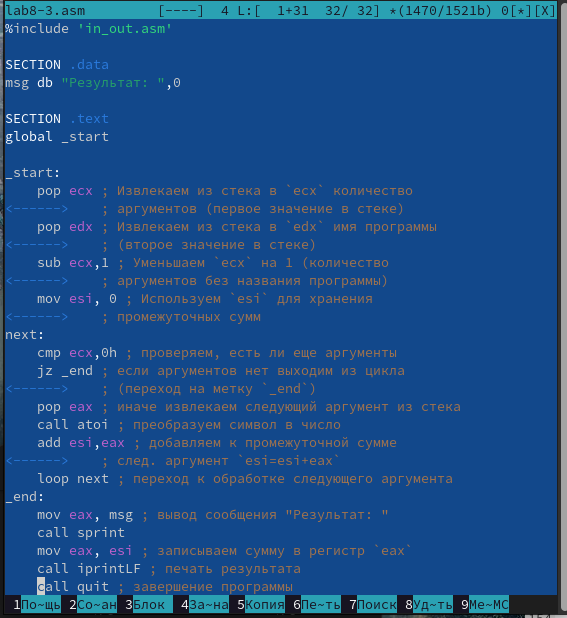 lab8-3.asm [----] 4 L:[ 1+31 32/ 32] *(1470/1521b) 0[*][X]
%include 'in_out.asm'
SECTION .data
msg db "Результат: ",0
SECTION .text
global _start
_start:
pop ecx ; Извлекаем из стека в `ecx` количество
<------> ; аргументов (первое значение в стеке)
pop edx ; Извлекаем из стека в `edx` имя программы
<------> ; (второе значение в стеке)
sub ecx,1 ; Уменьшаем `ecx` на 1 (количество
<------> ; аргументов без названия программы)
mov esi, 0 ; Используем `esi` для хранения
<------> ; промежуточных сумм
next:
cmp ecx,0h ; проверяем, есть ли еще аргументы
jz _end ; если аргументов нет выходим из цикла
<------> ; (переход на метку `_end`)
pop eax ; иначе извлекаем следующий аргумент из стека
call atoi ; преобразуем символ в число
add esi,eax ; добавляем к промежуточной сумме
<------> ; след. аргумент `esi=esi+eax`
loop next ; переход к обработке следующего аргумента
_end:
mov eax, msg ; вывод сообщения "Результат: "
call sprint
mov eax, esi ; записываем сумму в регистр `eax`
call iprintLF ; печать результата
call quit ; завершение программы
1По~щь 2Со~ан 3Блок 4За~на 5Копия 6Пе~ть 7Поиск 8Уд~ть 9Ме~МС